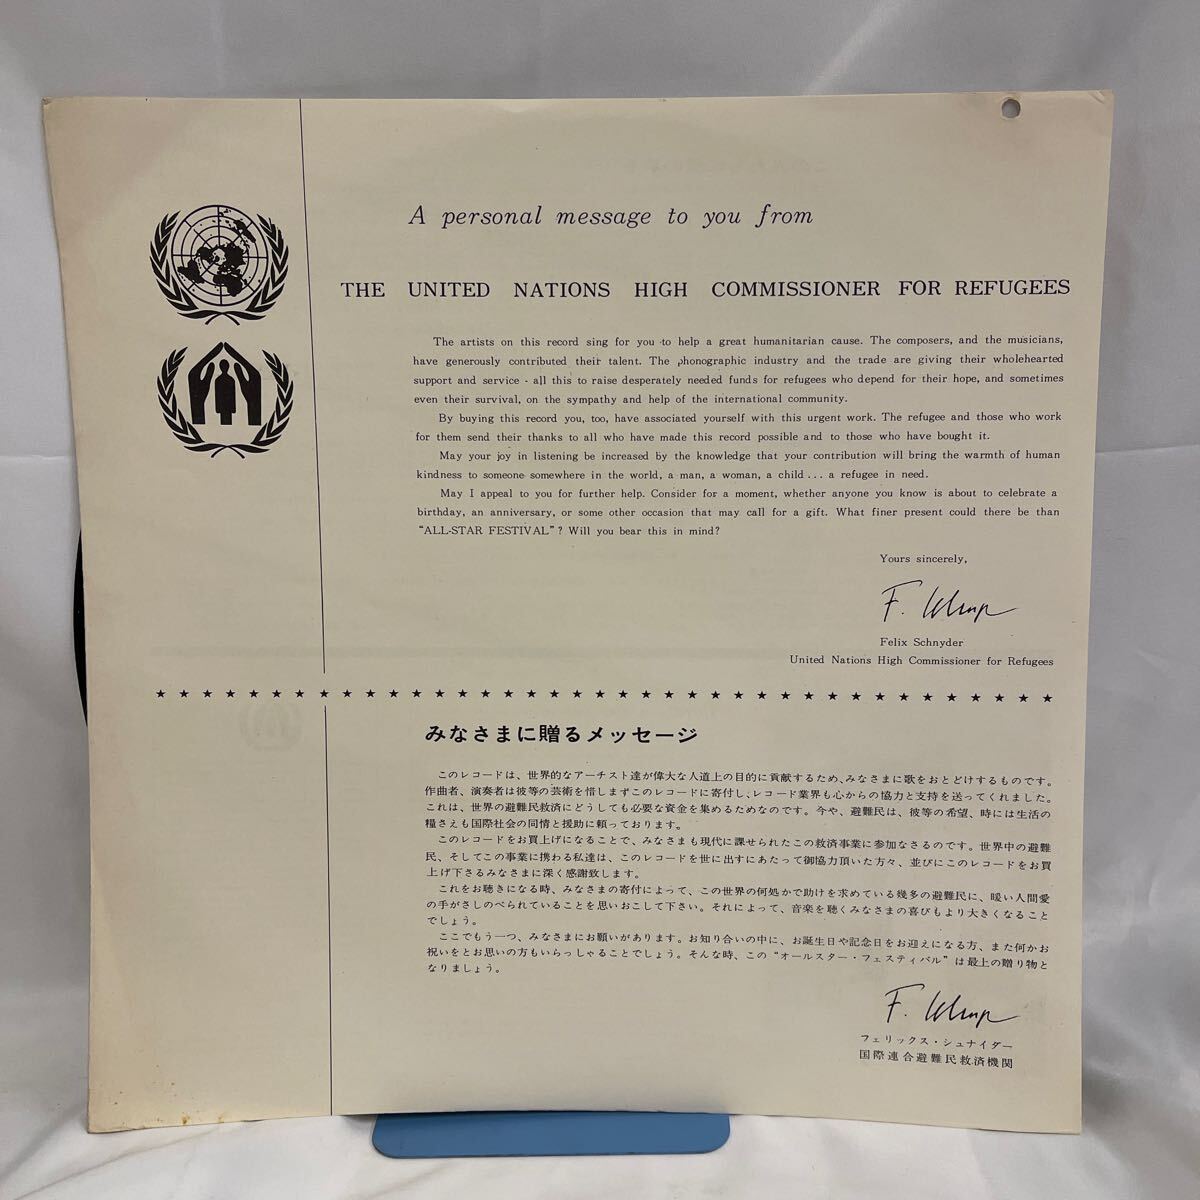 A personal message to you from
THE UNITED NATIONS HIGH COMMISSIONER FOR REFUGEES
The artists on this record sing for you to help a great humanitarian cause. The composers, and the musicians,
have generously contributed their talent. The phonographic industry and the trade are giving their wholehearted
support and service - all this to raise desperately needed funds for refugees who depend for their hope, and sometimes
even their survival, on the sympathy and help of the international community.
By buying this record you, too, have associated yourself with this urgent work. The refugee and those who work
for them send their thanks to all who have made this record possible and to those who have bought it.
May your joy in listening be increased by the knowledge that your contribution will bring the warmth of human
kindness to someone somewhere in the world, a man, a woman, a child... a refugee in need.
May I appeal to you for further help. Consider for a moment, whether anyone you know is about to celebrate a
birthday, an anniversary, or some other occasion that may call for a gift. What finer present could there be than
“ALL-STAR FESTIVAL”? Will you bear this in mind?
Yours sincerely,
Felix Schnyder
United Nations High Commissioner for Refugees
みなさまに贈るメッセージ
このレコードは、世界的なアーチスト達が偉大な人道上の目的に貢献するため、みなさまに歌をおとどけするものです。
作曲者、演奏者は彼等の芸術を惜しまずこのレコードに寄付し、レコード業界も心からの協力と支持を送ってくれました。
これは、世界の避難民救済にどうしても必要な資金を集めるためなのです。今や、避難民は、彼等の希望、時には生活の
糧さえも国際社会の同情と援助に頼っております。
このレコードをお買上げになることで、みなさまも現代に課せられたこの救済事業に参加なさるのです。世界中の避難
民、そしてこの事業に携わる私達は、このレコードを世に出すにあたって御協力頂いた方々、並びにこのレコードをお買
上げ下さるみなさまに深く感謝致します。
これをお聴きになる時、みなさまの寄付によって、この世界の何処かで助けを求めている幾多の避難民に、暖い人間愛
の手がさしのべられていることを思いおこして下さい。それによって、音楽を聴くみなさまの喜びもより大きくなること
でしょう。
ここでもう一つ、みなさまにお願いがあります。お知り合いの中に、お誕生日や記念日をお迎えになる方、また何かお
祝いをとお思いの方もいらっしゃることでしょう。そんな時、この“オールスター・フェスティバル”は最上の贈り物と
なりましょう。
フェリックス・シュナイダー
国際連合避難民救済機関